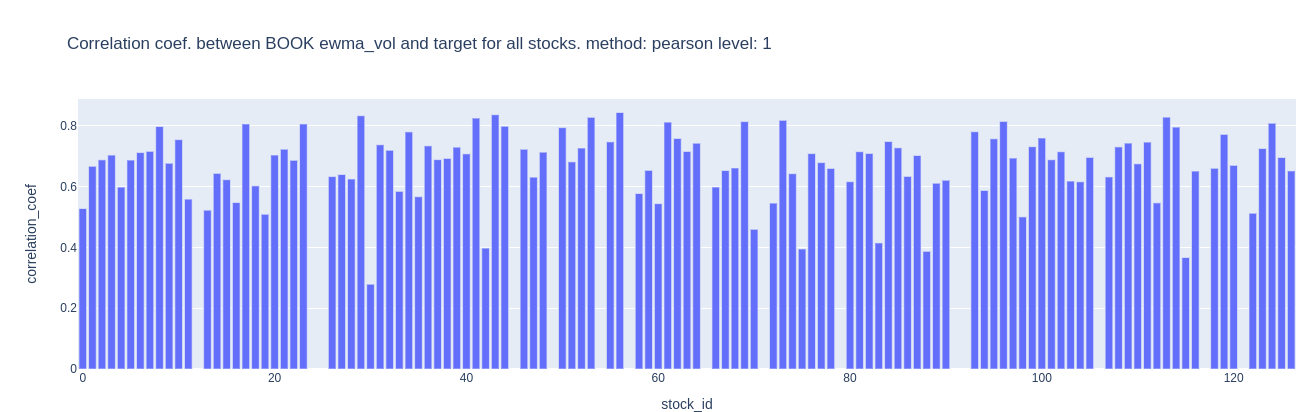 Correlation coef. between BOOK ewma_vol and target for all stocks. method: pearson level: 1
correlation_coef
0.8
0.6
0.4
0.2
0
0 20 40 60 80 100 120
stock_id